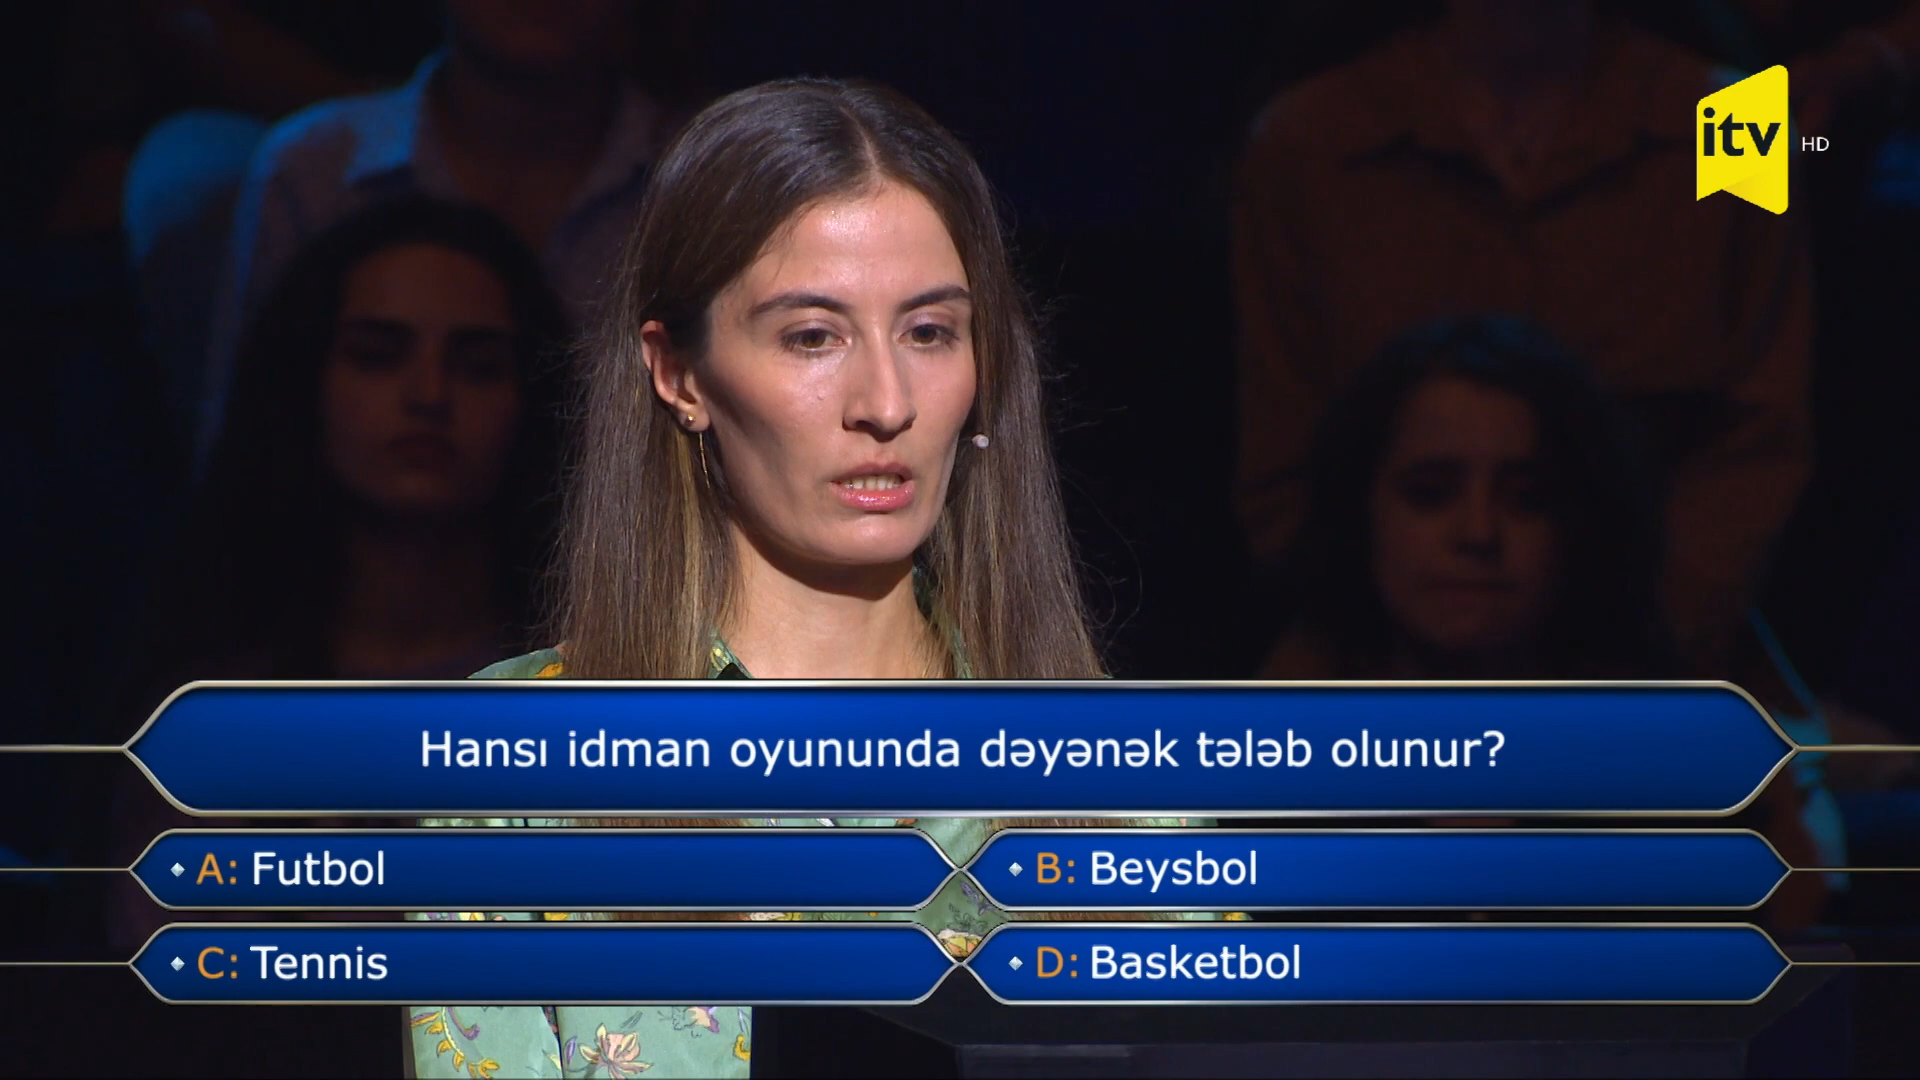 itv HD
Hansı idman oyununda dəyənək tələb olunur?
A: Futbol
B: Beysbol
C: Tennis
D: Basketbol